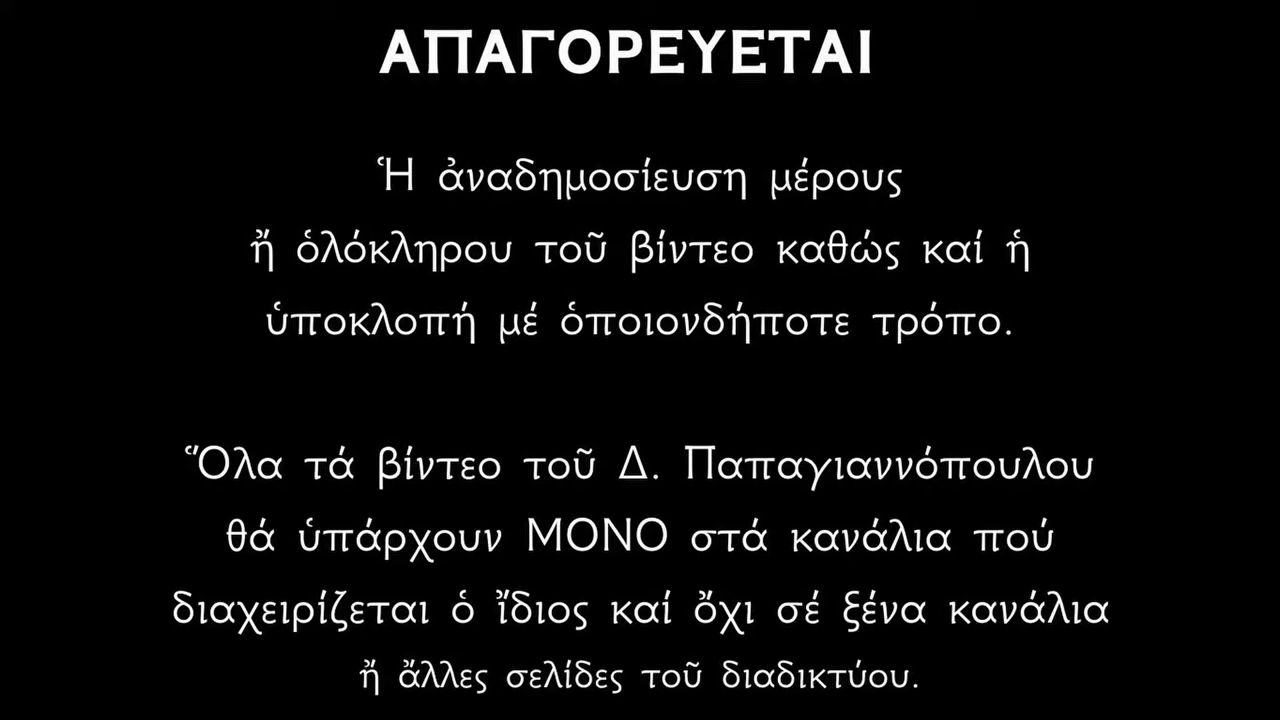 ΑΠΑΓΟΡΕΥΕΤΑΙ
Ἡ ἀναδημοσίευση μέρους
ἤ ὁλόκληρου τοῦ βίντεο καθώς καί ἡ
ὑποκλοπή μέ ὁποιονδήποτε τρόπο.
Ὅλα τά βίντεο τοῦ Δ. Παπαγιαννόπουλου
θά ὑπάρχουν ΜΟΝΟ στά κανάλια πού
διαχειρίζεται ὁ ἴδιος καί ὄχι σέ ξένα κανάλια
ἤ ἄλλες σελίδες τοῦ διαδικτύου.